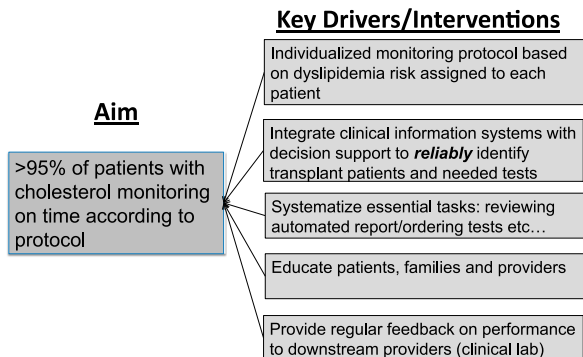 Key Drivers/Interventions
Individualized monitoring protocol based
on dyslipidemia risk assigned to each
patient
Aim
Integrate clinical information systems with
decision support to reliably identify
transplant patients and needed tests
>95% of patients with
cholesterol monitoring
on time according to
protocol
Systematize essential tasks: reviewing
automated report/ordering tests etc…
Educate patients, families and providers
Provide regular feedback on performance
to downstream providers (clinical lab)